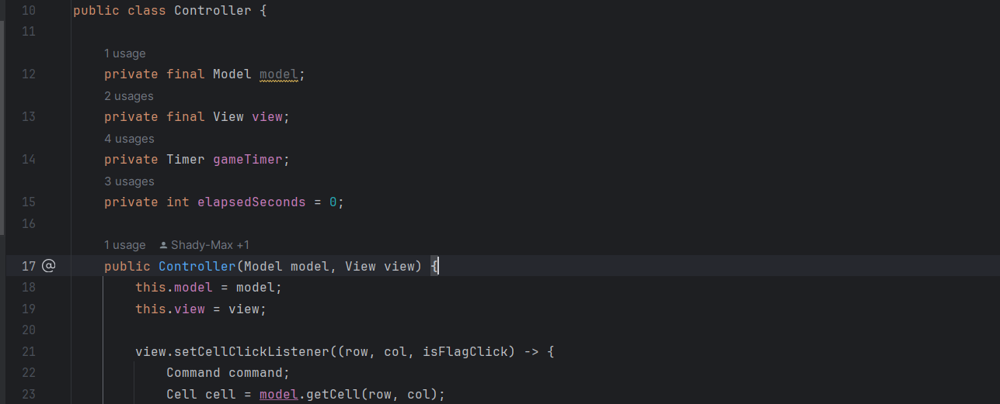 10 public class Controller {
11
1 usage
12 private final Model model;
2 usages
13 private final View view;
4 usages
14 private Timer gameTimer;
3 usages
15 private int elapsedSeconds = 0;
16
1 usage Shady-Max +1
17 @ public Controller(Model model, View view) {
18 this.model = model;
19 this.view = view;
20
21 view.setCellClickListener((row, col, isFlagClick) -> {
22 Command command;
23 Cell cell = model.getCell(row, col);